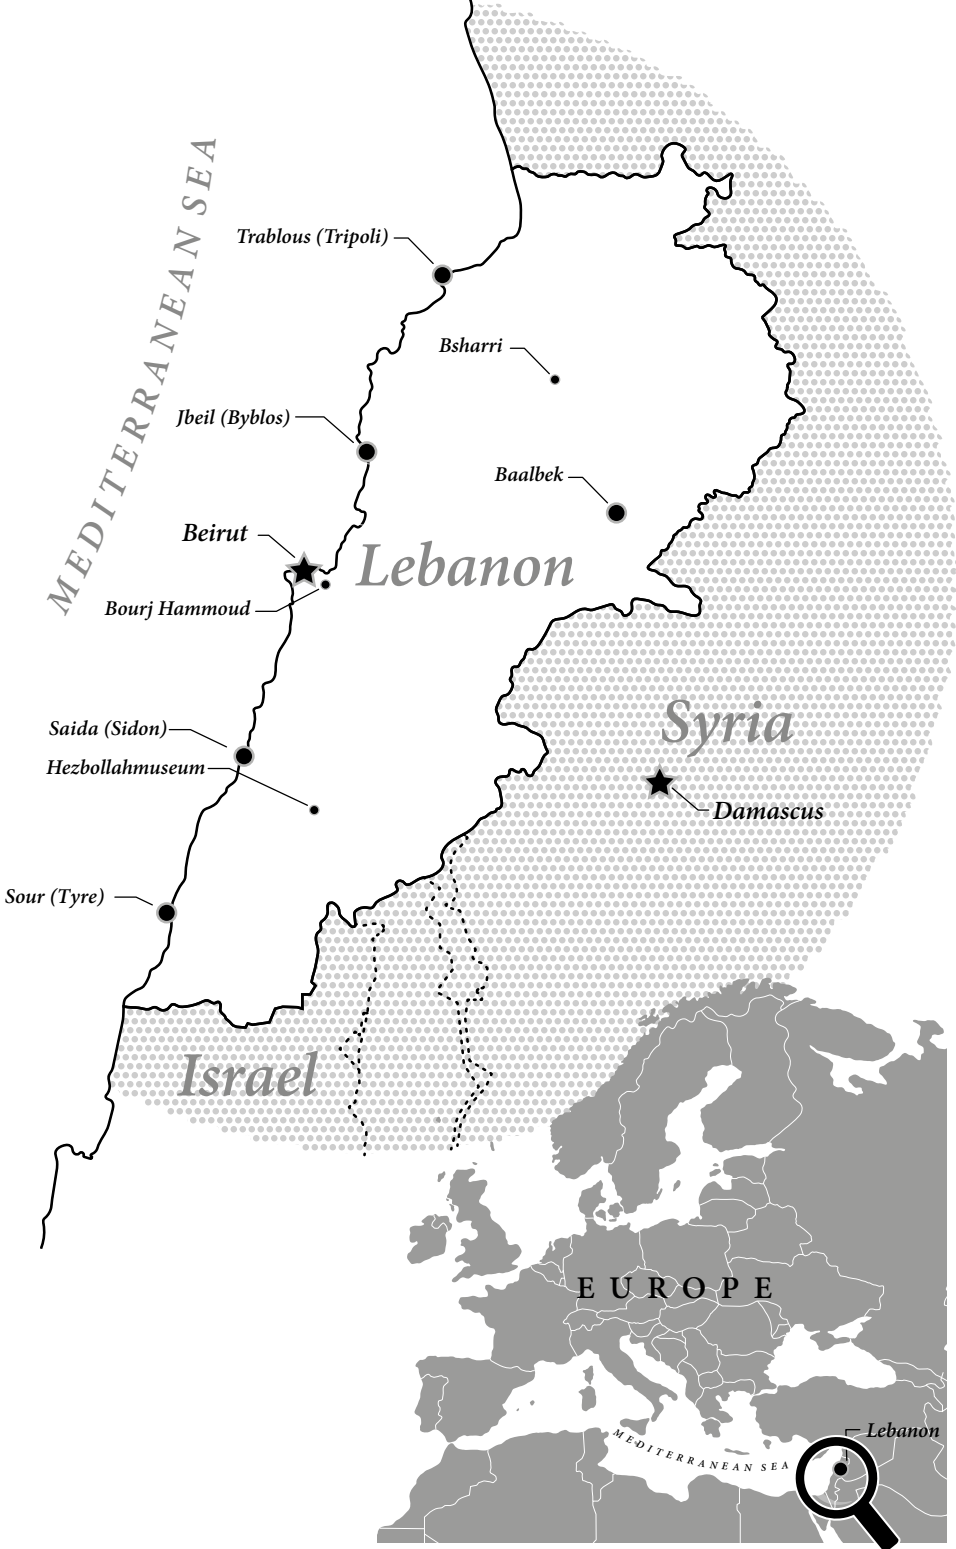 MEDITERRANEAN SEA
Trablous (Tripoli)
Bsharri
Jbeil (Byblos)
Baalbek
Beirut
Lebanon
Bourj Hammoud
Syria
Saida (Sidon)
Hezbollahmuseum
Damascus
Sour (Tyre)
Israel
EUROPE
Lebanon
MEDITERRANEAN SEA